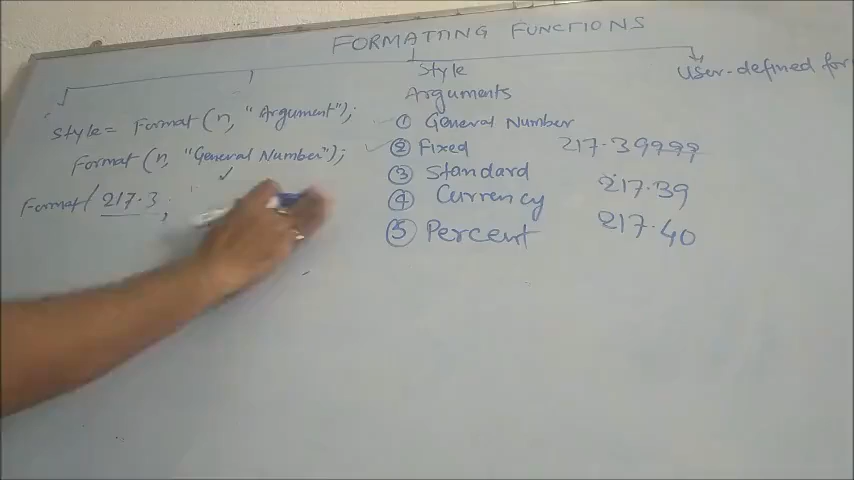 FORMATTING FUNCTIONS
Style = Format (n, "Argument");
Format (n, "General Number");
Format ( 217.3 ;
Style
Arguments
① General Number
② Fixed 217.39999
③ Standard 217.39
④ Currency
⑤ Percent 217.40
User-defined for